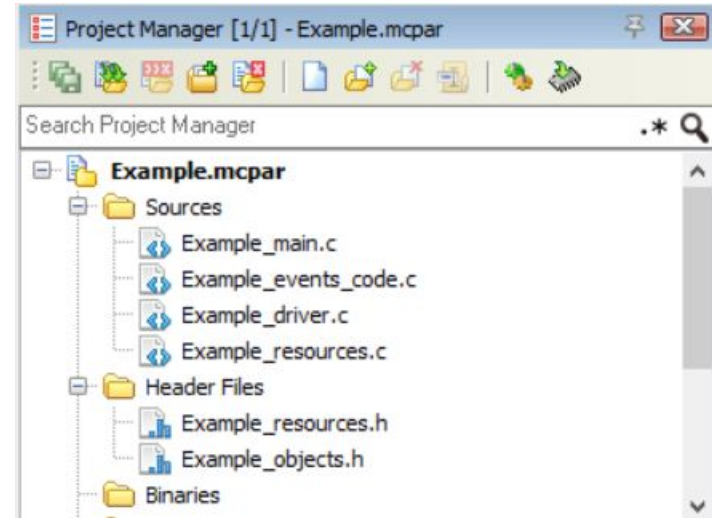 Project Manager [1/1] - Example.mcpar
Search Project Manager .*
Example.mcpar
Sources
Example_main.c
Example_events_code.c
Example_driver.c
Example_resources.c
Header Files
Example_resources.h
Example_objects.h
Binaries